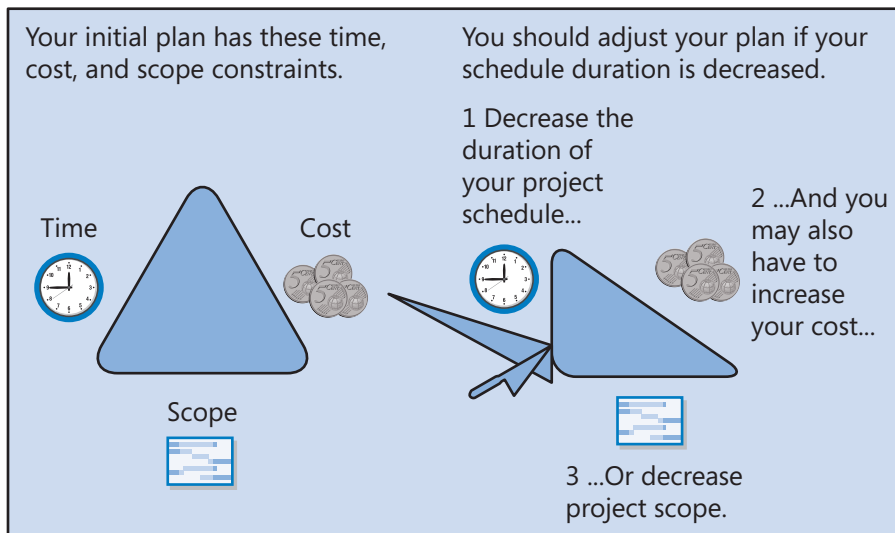 Your initial plan has these time,
cost, and scope constraints.
You should adjust your plan if your
schedule duration is decreased.
1 Decrease the
duration of
your project
schedule...
2 ...And you
may also
have to
increase
your cost...
Time
Cost
Scope
3 ...Or decrease
project scope.